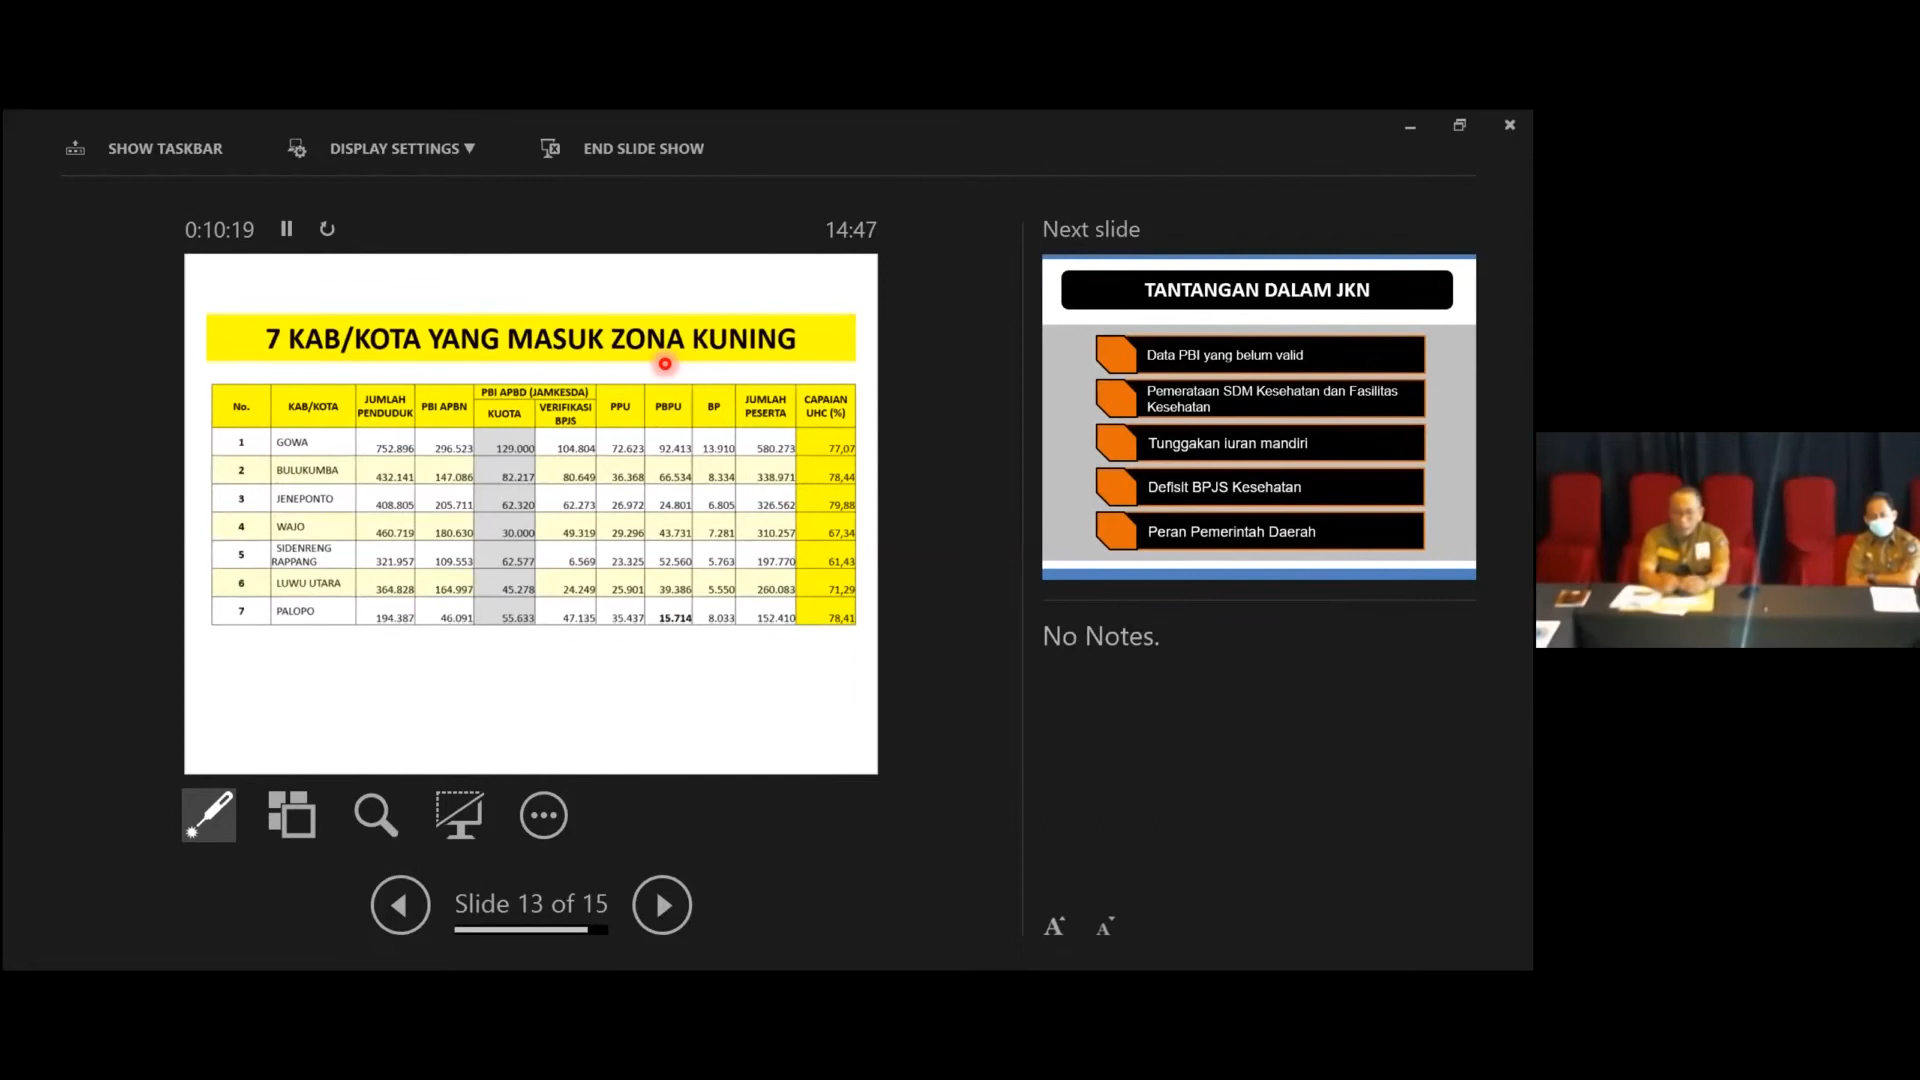 SHOW TASKBAR DISPLAY SETTINGS ▼ END SLIDE SHOW
0:10:19 14:47
7 KAB/KOTA YANG MASUK ZONA KUNING
No. KAB/KOTA JUMLAH PENDUDUK PBI APBN PBI APBD (JAMKESDA) KUOTA VERIFIKASI BPJS PPU PBPU BP JUMLAH PESERTA CAPAIAN UHC (%)
1 GOWA 752.896 296.523 129.000 104.804 72.623 92.413 13.910 580.273 77,07
2 BULUKUMBA 432.141 147.086 82.217 80.649 36.368 66.534 8.334 338.971 78,44
3 JENEPONTO 408.805 205.711 62.320 62.273 26.972 24.801 6.805 326.562 79,88
4 WAJO 460.719 180.630 30.000 49.319 29.296 43.731 7.281 310.257 67,34
5 SIDENRENG RAPPANG 321.957 109.553 62.577 6.569 23.325 52.560 5.763 197.770 61,43
6 LUWU UTARA 364.828 164.997 45.278 24.249 25.901 39.386 5.550 260.083 71,29
7 PALOPO 194.387 46.091 55.633 47.135 35.437 15.714 8.033 152.410 78,41
Slide 13 of 15
Next slide
TANTANGAN DALAM JKN
Data PBI yang belum valid
Pemerataan SDM Kesehatan dan Fasilitas
Kesehatan
Tunggakan iuran mandiri
Defisit BPJS Kesehatan
Peran Pemerintah Daerah
No Notes.
A A